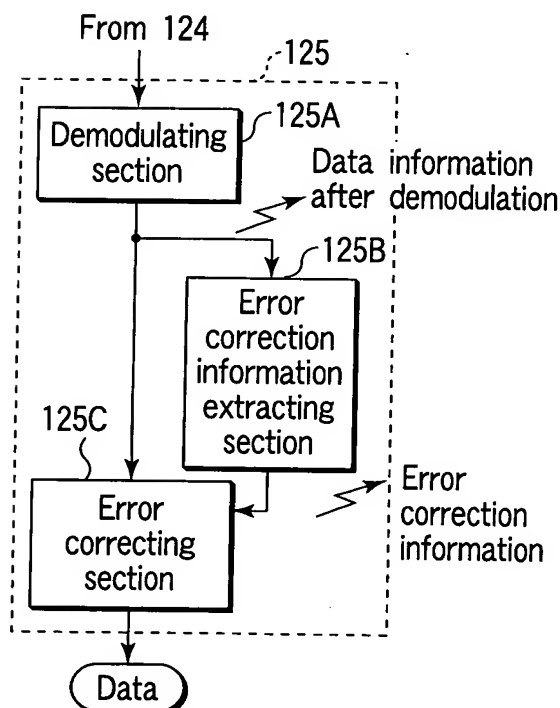 From 124
125
125A
Demodulating
section
Data information
after demodulation
125B
Error
correction
information
extracting
section
125C
Error
correcting
section
Error
correction
information
Data